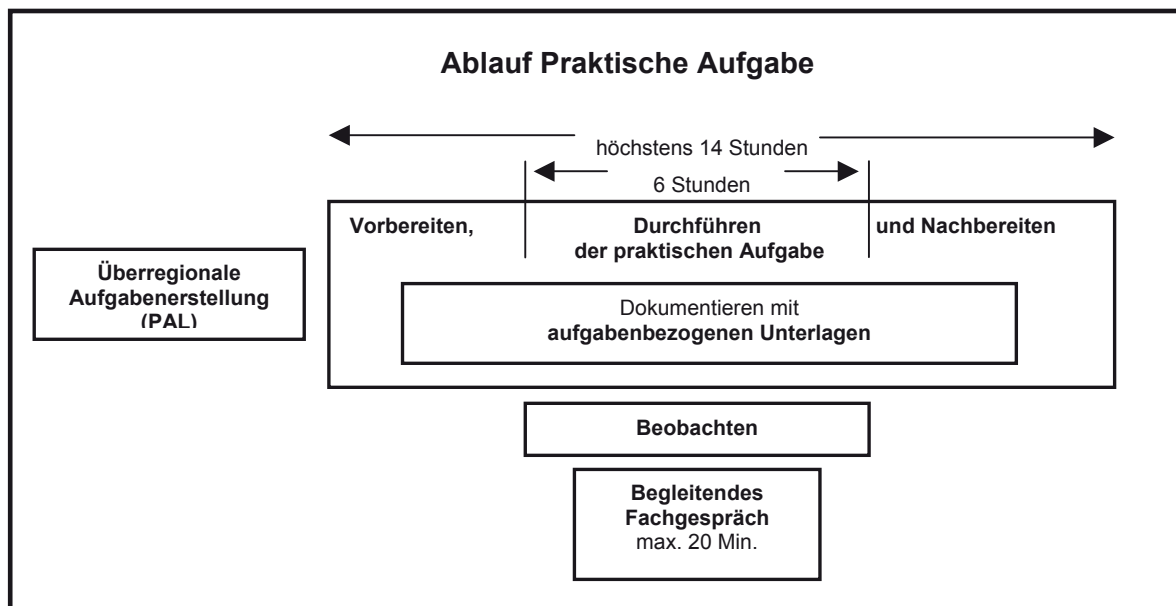 Ablauf Praktische Aufgabe
höchstens 14 Stunden
6 Stunden
Vorbereiten,
Durchführen
der praktischen Aufgabe
und Nachbereiten
Überregionale
Aufgabenerstellung
(PAL)
Dokumentieren mit
aufgabenbezogenen Unterlagen
Beobachten
Begleitendes
Fachgespräch
max. 20 Min.